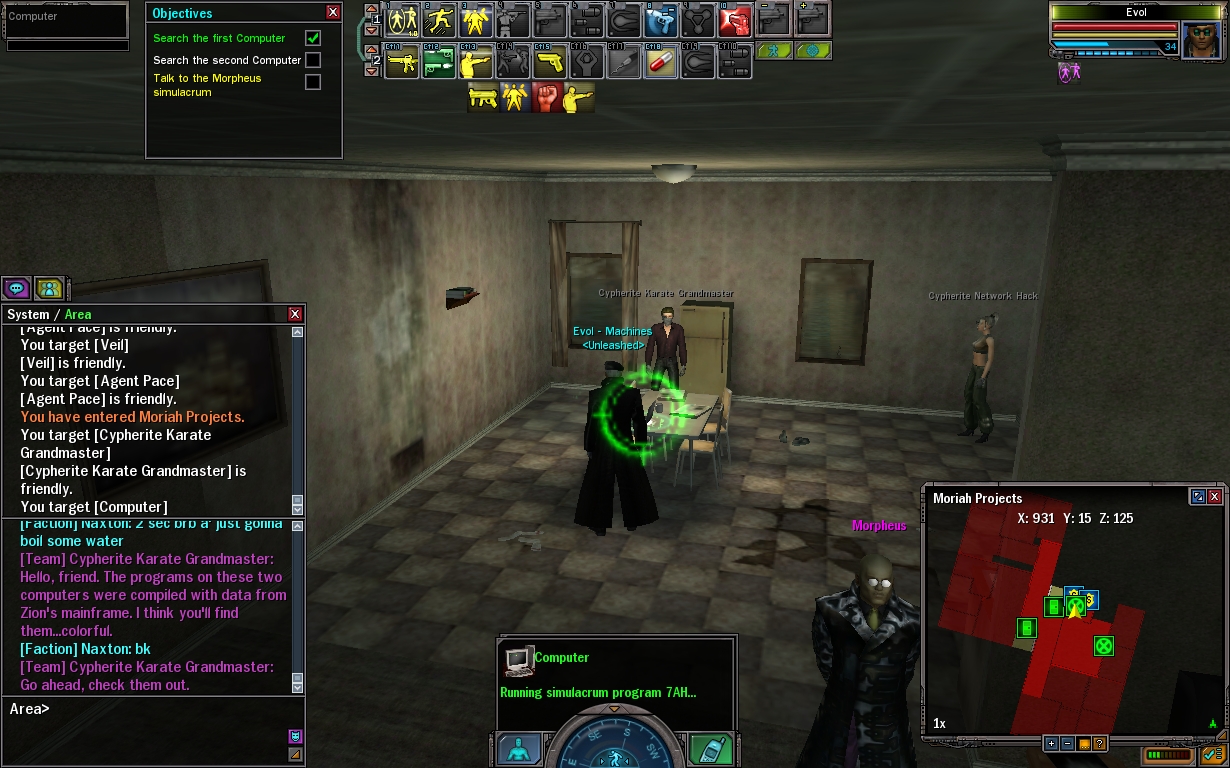 Computer
Objectives
Search the first Computer
Search the second Computer
Talk to the Morpheus
simulacrum
Evol
34
Cypherite Karate Grandmaster
Cypherite Network Hack
Evol - Machines
<Unleashed>
System / Area
[Agent Pace] is friendly.
You target [Veil]
[Veil] is friendly.
You target [Agent Pace]
[Agent Pace] is friendly.
You have entered Moriah Projects.
You target [Cypherite Karate
Grandmaster]
[Cypherite Karate Grandmaster] is
friendly.
You target [Computer]
[Faction] Naxton: 2 sec brb a' just gonna
boil some water
[Team] Cypherite Karate Grandmaster:
Hello, friend. The programs on these two
computers were compiled with data from
Zion's mainframe. I think you'll find
them...colorful.
[Faction] Naxton: bk
[Team] Cypherite Karate Grandmaster:
Go ahead, check them out.
Area>
Morpheus
Computer
Running simulacrum program 7AH...
SE S SW
E
Moriah Projects
X: 931 Y: 15 Z: 125
1x